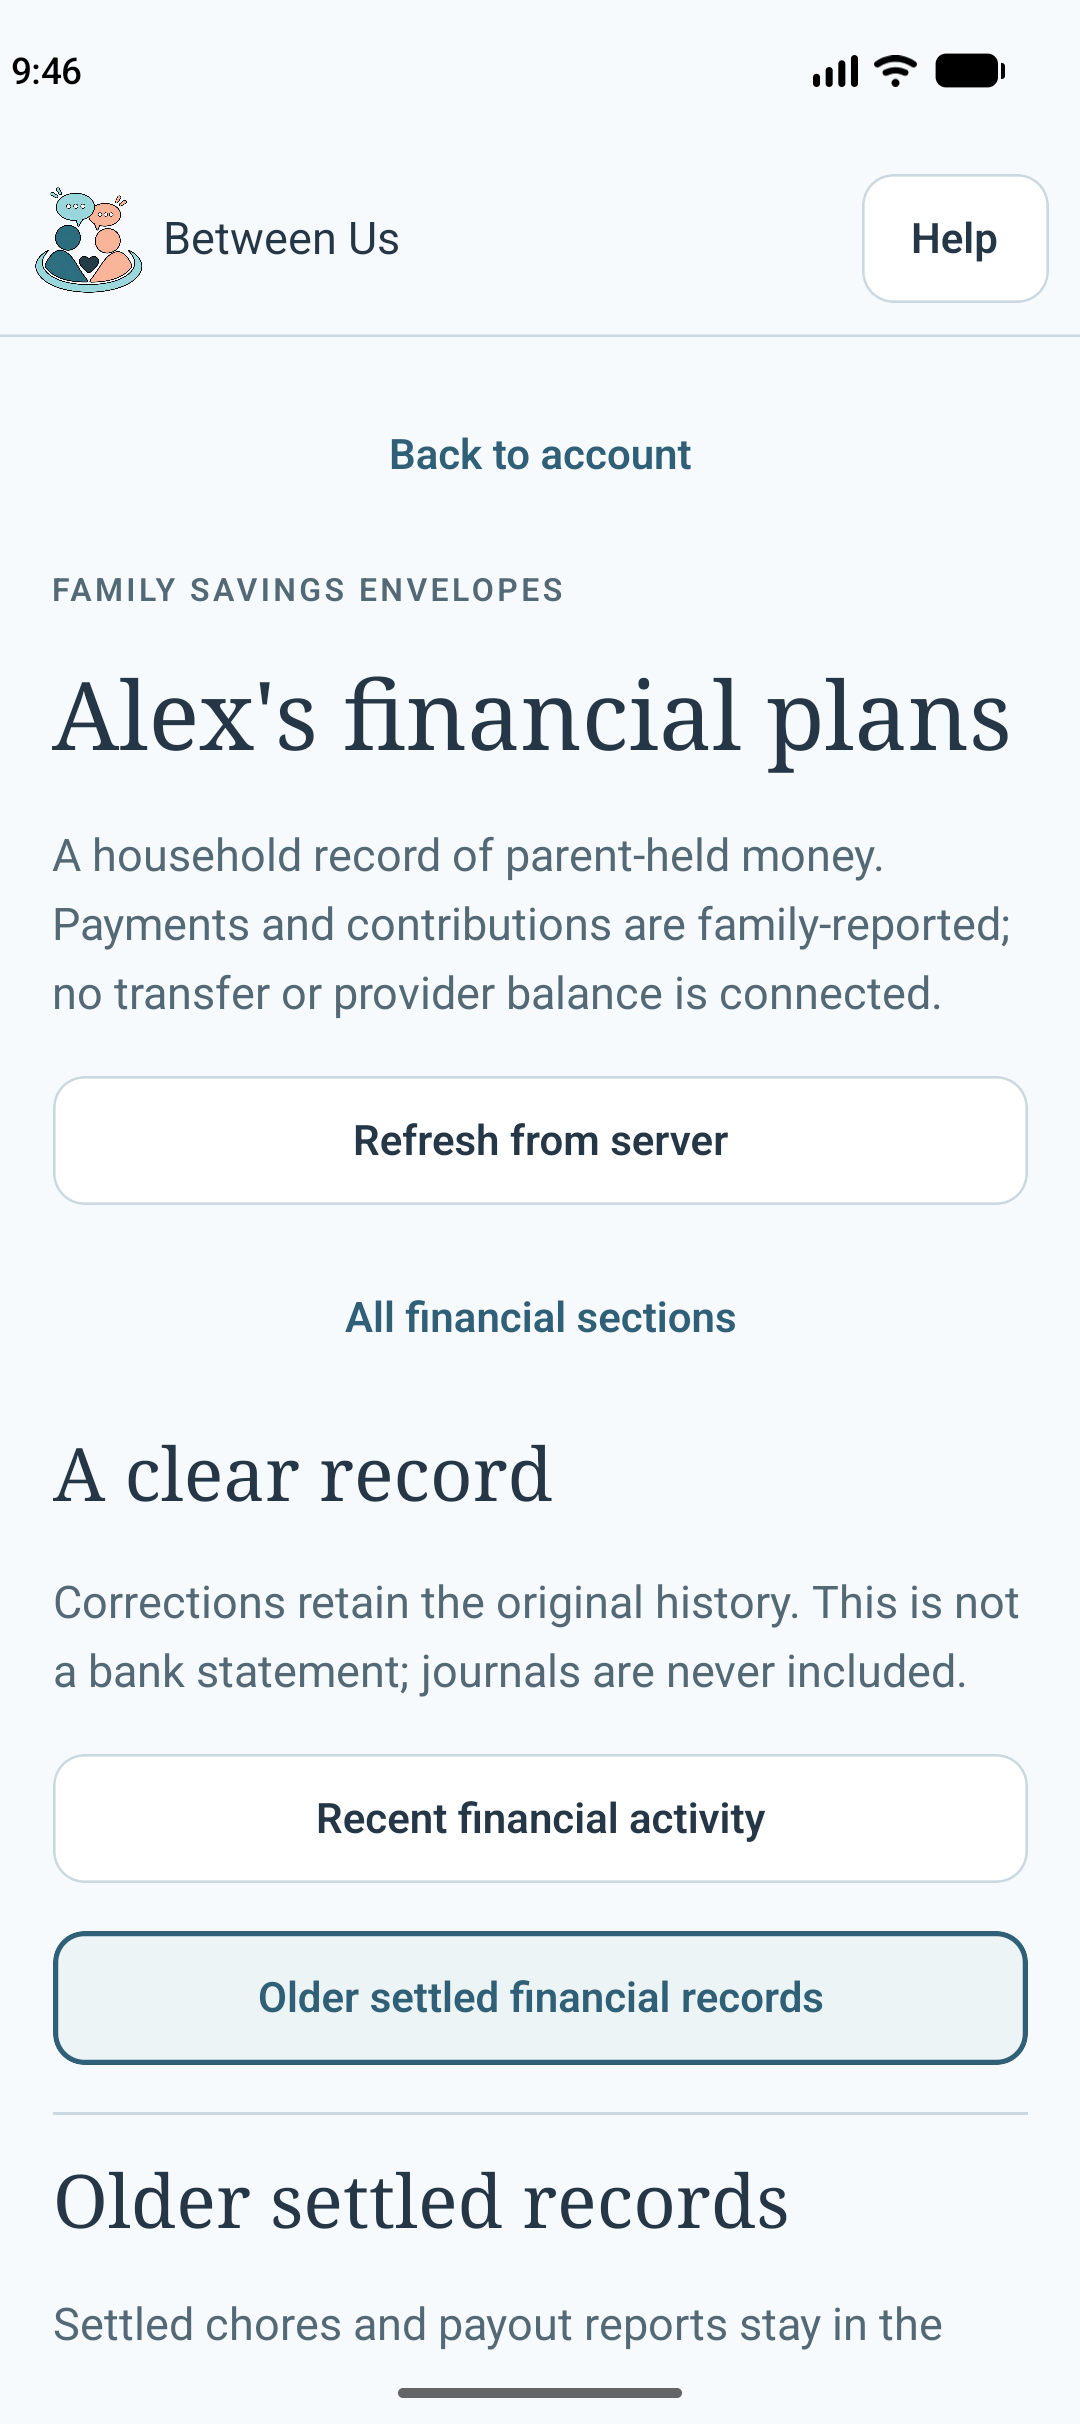 9:46
Between Us
Help
Back to account
FAMILY SAVINGS ENVELOPES
Alex's financial plans
A household record of parent-held money.
Payments and contributions are family-reported;
no transfer or provider balance is connected.
Refresh from server
All financial sections
A clear record
Corrections retain the original history. This is not
a bank statement; journals are never included.
Recent financial activity
Older settled financial records
Older settled records
Settled chores and payout reports stay in the